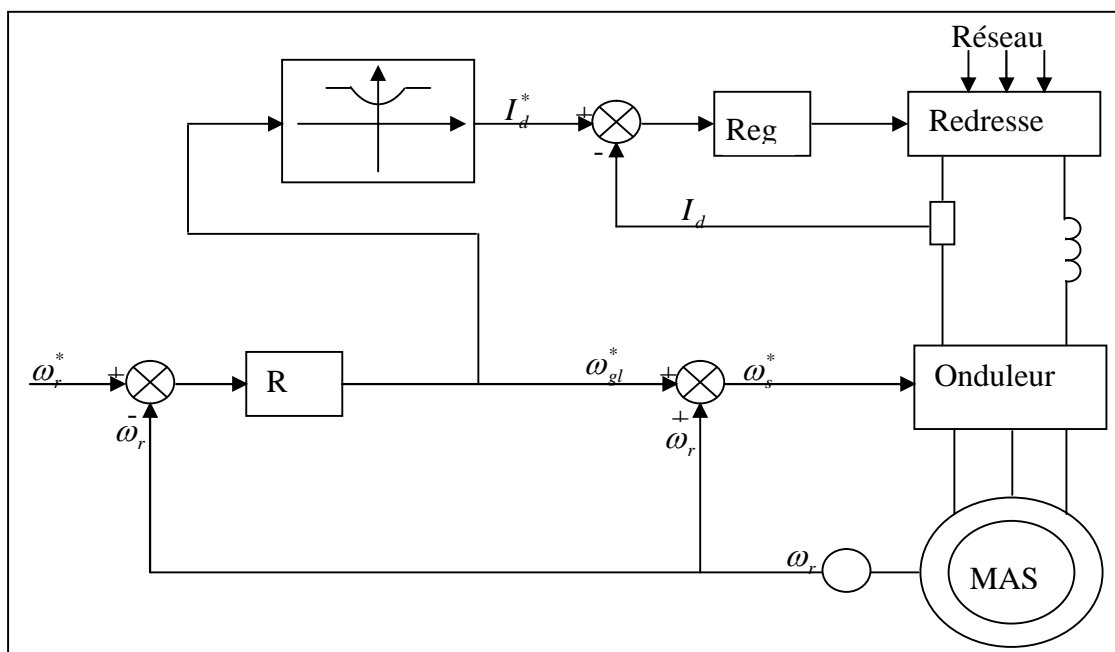 Réseau
I_d^*
+
-
Reg
Redresse
I_d
ω_r^*
+
-
ω_r
R
ω_gl^*
+
+
ω_r
ω_s^*
Onduleur
ω_r
MAS